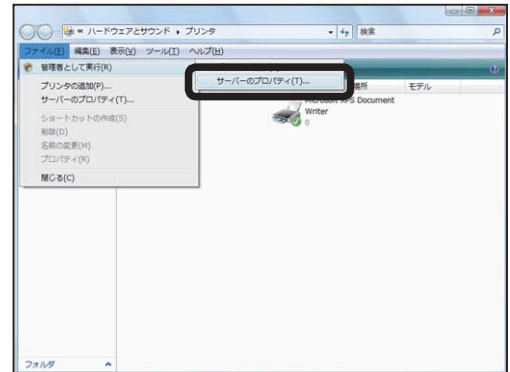 « ハードウェアとサウンド ▸ プリンタ
検索
ファイル(F) 編集(E) 表示(V) ツール(T) ヘルプ(H)
管理者として実行(R)
サーバーのプロパティ(T)...
プリンタの追加(P)...
サーバーのプロパティ(T)...
ショートカットの作成(S)
削除(D)
名前の変更(M)
プロパティ(R)
閉じる(C)
場所 モデル
Microsoft XPS Document
Writer
0
フォルダ